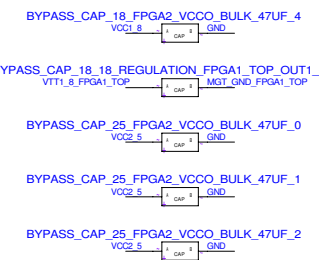 BYPASS_CAP_18_FPGA2_VCCO_BULK_47UF_4
VCC1_8 GND
A CAP B
YPASS_CAP_18_18_REGULATION_FPGA1_TOP_OUT1_
VTT1_8_FPGA1_TOP MGT_GND_FPGA1_TOP
A CAP B
BYPASS_CAP_25_FPGA2_VCCO_BULK_47UF_0
VCC2_5 GND
A CAP B
BYPASS_CAP_25_FPGA2_VCCO_BULK_47UF_1
VCC2_5 GND
A CAP B
BYPASS_CAP_25_FPGA2_VCCO_BULK_47UF_2
VCC2_5 GND
A CAP B